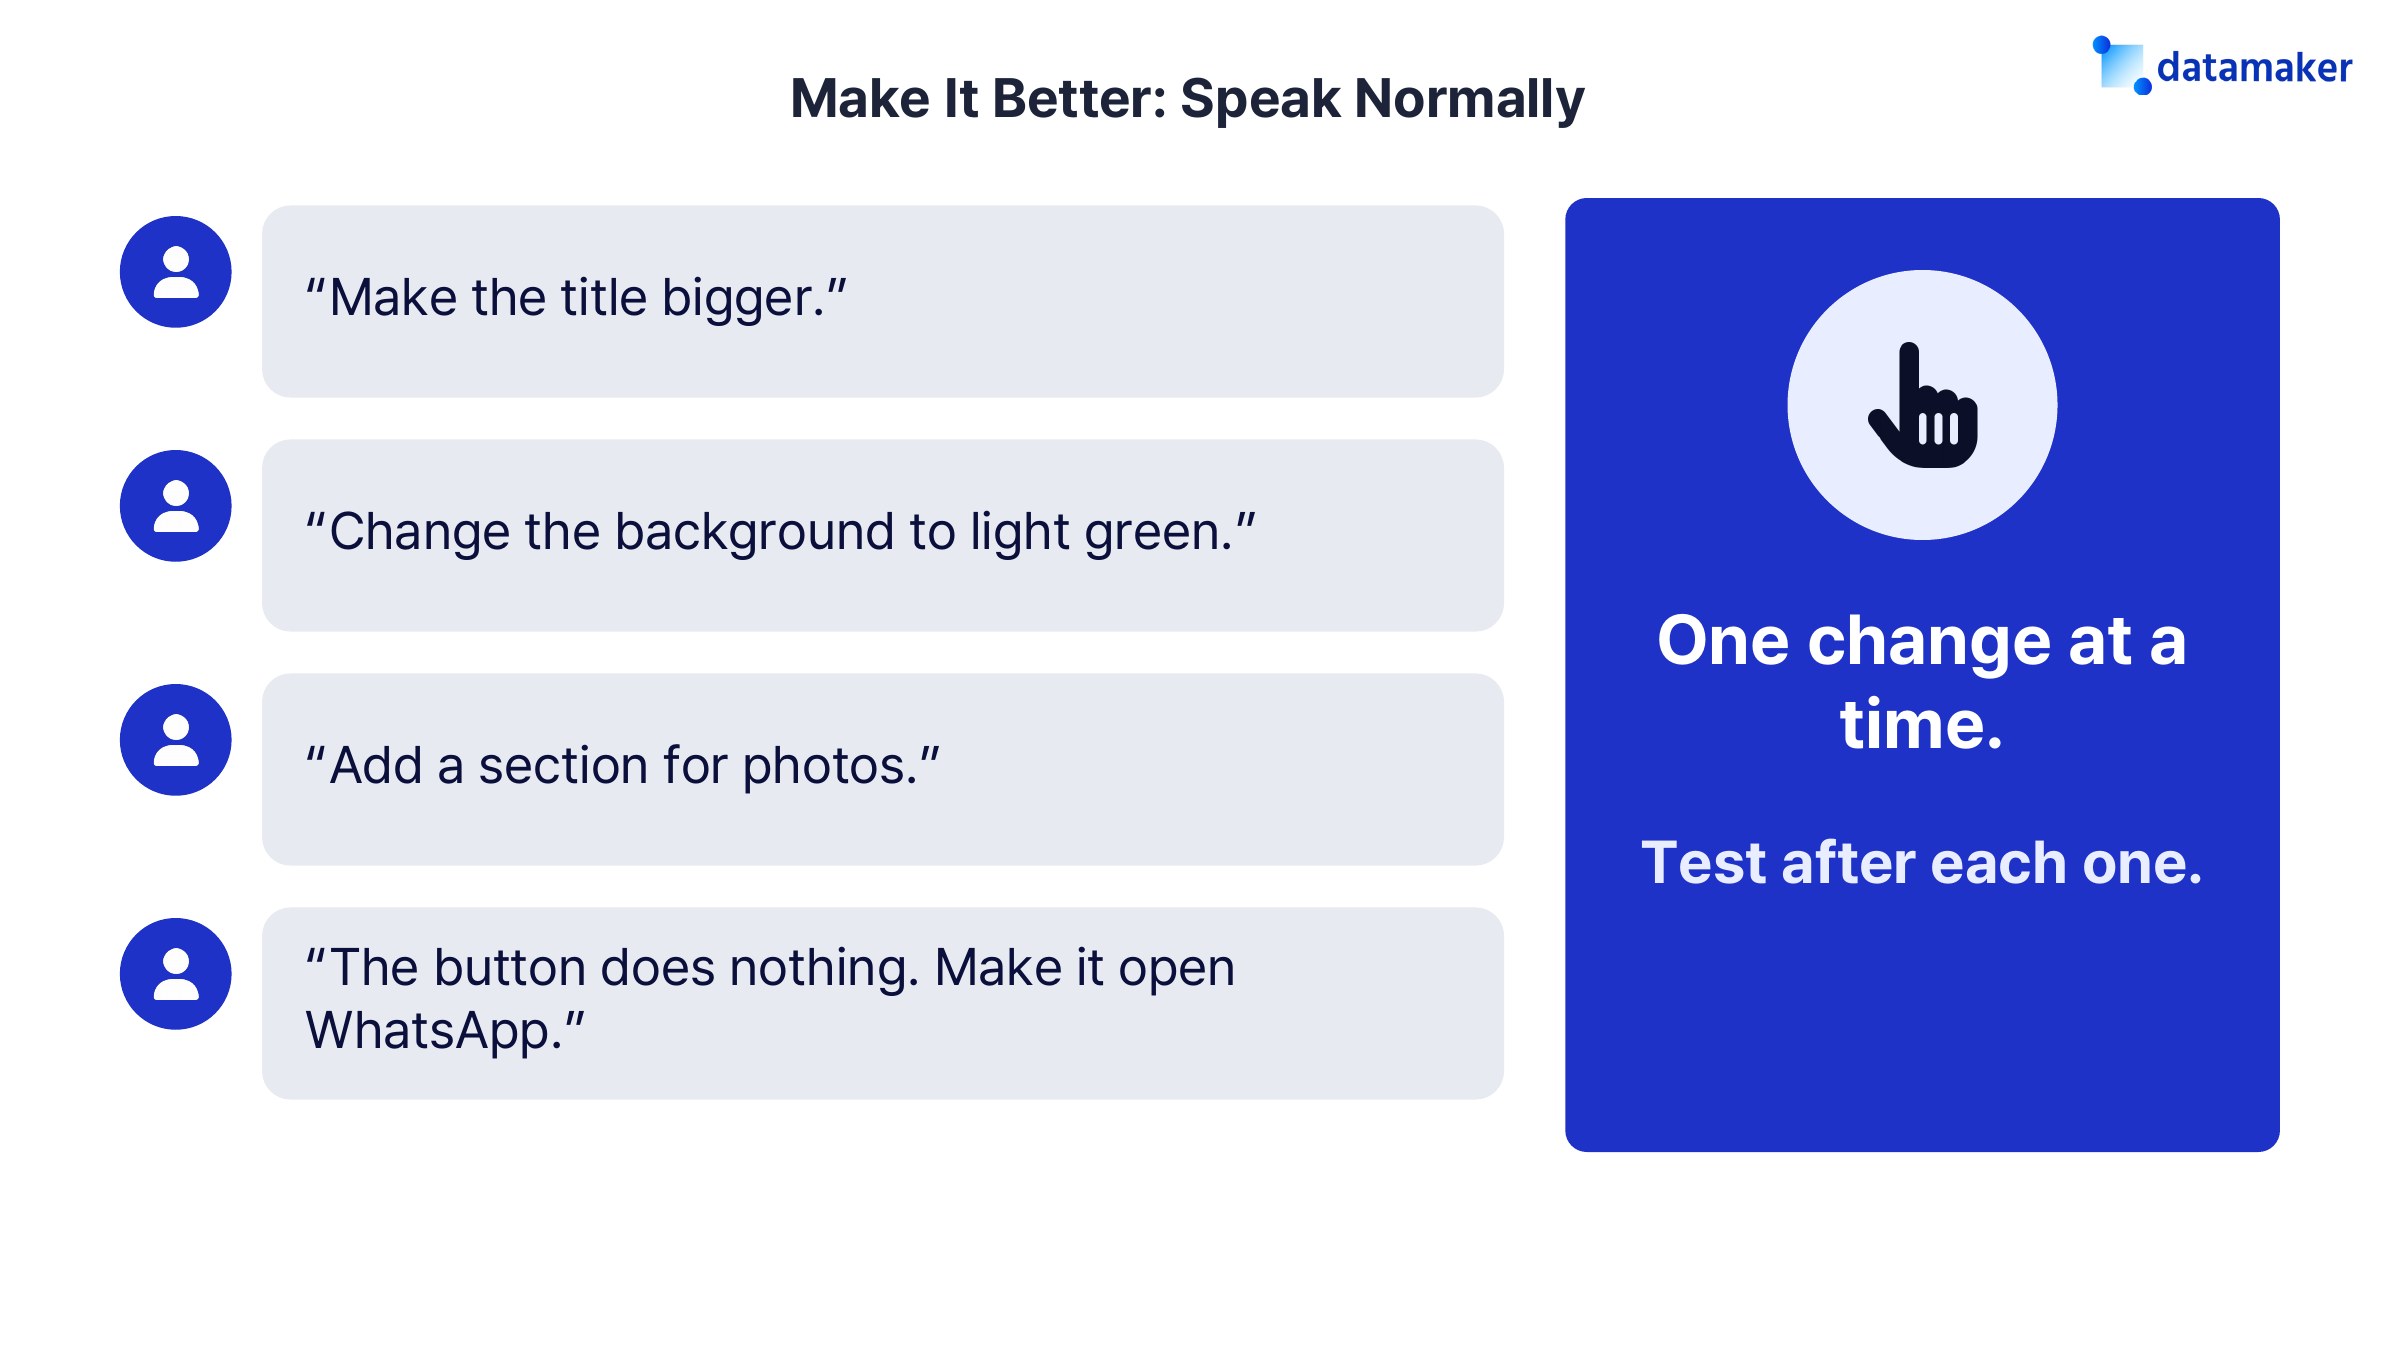 datamaker
Make It Better: Speak Normally
“Make the title bigger.”
“Change the background to light green.”
“Add a section for photos.”
“The button does nothing. Make it open
WhatsApp.”
One change at a
time.
Test after each one.